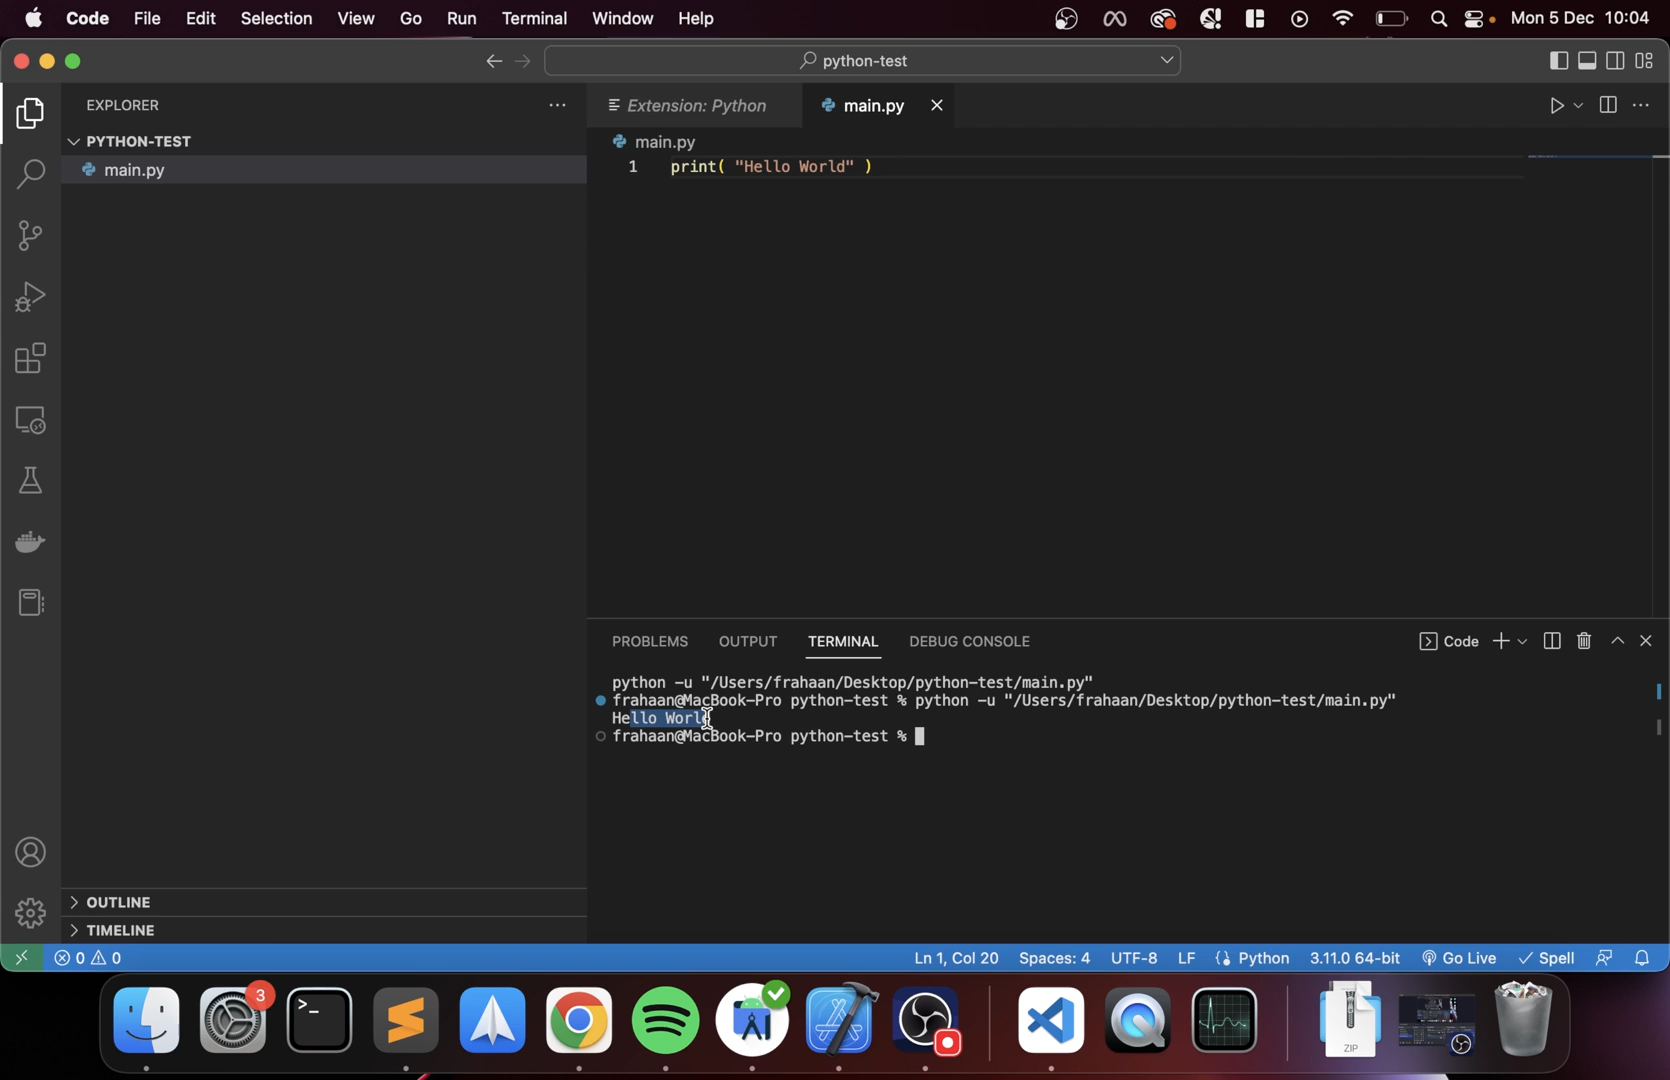 Code File Edit Selection View Go Run Terminal Window Help Mon 5 Dec 10:04
python-test
EXPLORER
Extension: Python main.py
PYTHON-TEST
main.py
main.py
1 print( "Hello World" )
PROBLEMS OUTPUT TERMINAL DEBUG CONSOLE Code
python -u "/Users/frahaan/Desktop/python-test/main.py"
frahaan@MacBook-Pro python-test % python -u "/Users/frahaan/Desktop/python-test/main.py"
Hello World
frahaan@MacBook-Pro python-test %
OUTLINE
TIMELINE
0 0 Ln 1, Col 20 Spaces: 4 UTF-8 LF Python 3.11.0 64-bit Go Live Spell
3
ZIP